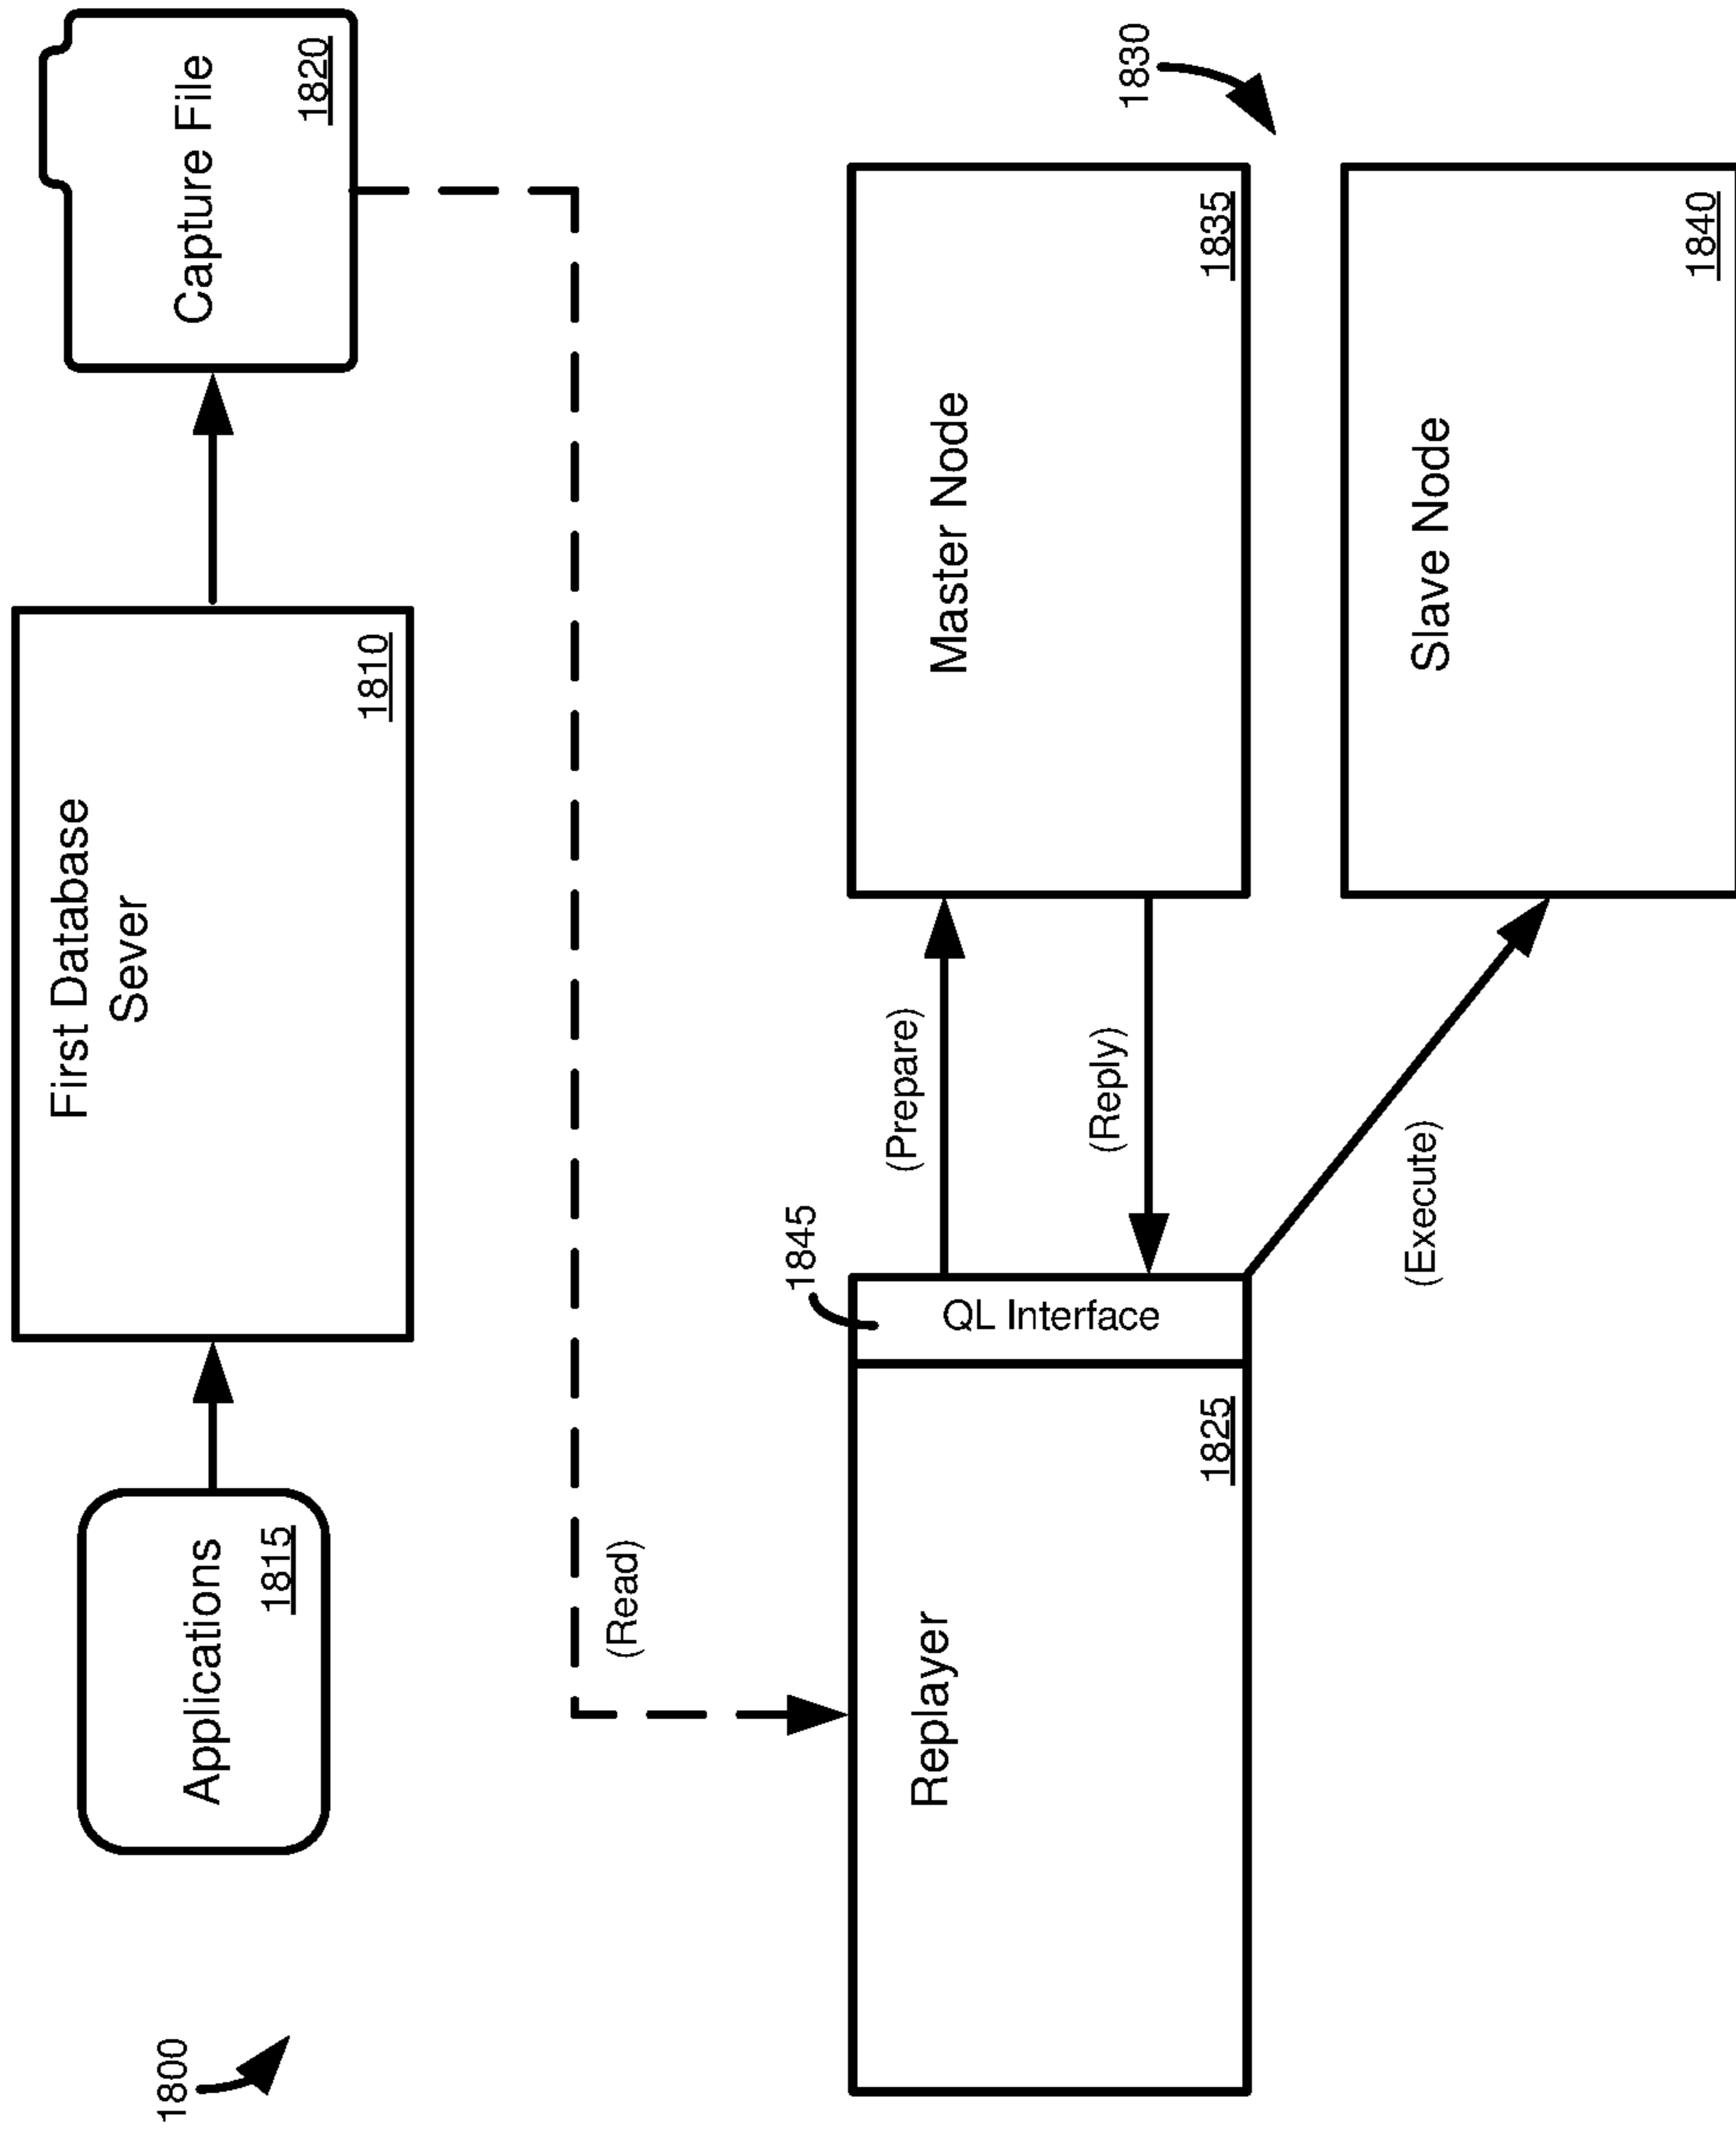 1800
Applications
1815
First Database
Sever
1810
Capture File
1820
(Read)
Replayer
1825
1845
QL Interface
(Prepare)
(Reply)
(Execute)
1830
Master Node
1835
Slave Node
1840